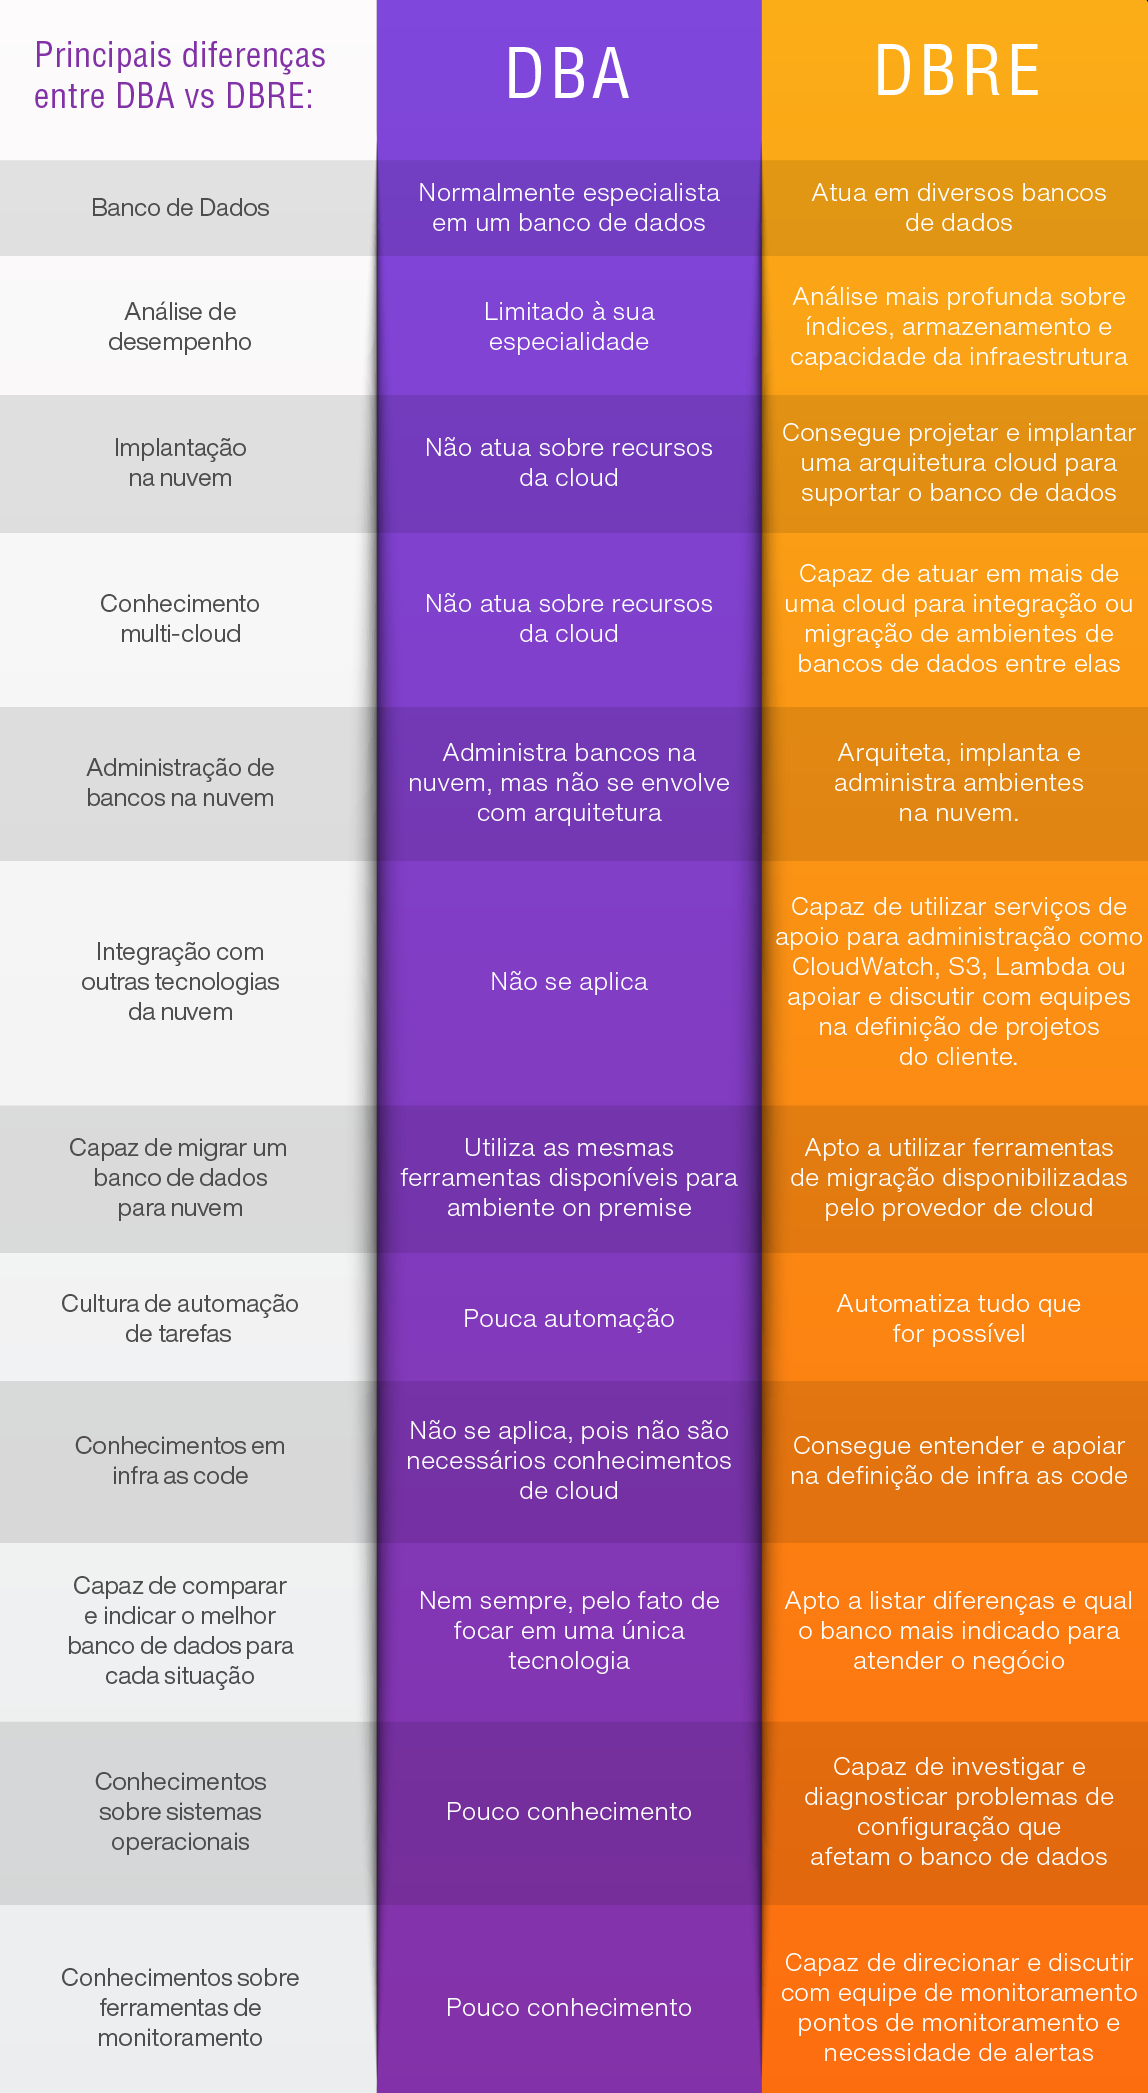 Principais diferenças
entre DBA vs DBRE:
DBA
DBRE
Banco de Dados
Normalmente especialista
em um banco de dados
Atua em diversos bancos
de dados
Análise de
desempenho
Limitado à sua
especialidade
Análise mais profunda sobre
índices, armazenamento e
capacidade da infraestrutura
Implantação
na nuvem
Não atua sobre recursos
da cloud
Consegue projetar e implantar
uma arquitetura cloud para
suportar o banco de dados
Conhecimento
multi-cloud
Não atua sobre recursos
da cloud
Capaz de atuar em mais de
uma cloud para integração ou
migração de ambientes de
bancos de dados entre elas
Administração de
bancos na nuvem
Administra bancos na
nuvem, mas não se envolve
com arquitetura
Arquiteta, implanta e
administra ambientes
na nuvem.
Integração com
outras tecnologias
da nuvem
Não se aplica
Capaz de utilizar serviços de
apoio para administração como
CloudWatch, S3, Lambda ou
apoiar e discutir com equipes
na definição de projetos
do cliente.
Capaz de migrar um
banco de dados
para nuvem
Utiliza as mesmas
ferramentas disponíveis para
ambiente on premise
Apto a utilizar ferramentas
de migração disponibilizadas
pelo provedor de cloud
Cultura de automação
de tarefas
Pouca automação
Automatiza tudo que
for possível
Conhecimentos em
infra as code
Não se aplica, pois não são
necessários conhecimentos
de cloud
Consegue entender e apoiar
na definição de infra as code
Capaz de comparar
e indicar o melhor
banco de dados para
cada situação
Nem sempre, pelo fato de
focar em uma única
tecnologia
Apto a listar diferenças e qual
o banco mais indicado para
atender o negócio
Conhecimentos
sobre sistemas
operacionais
Pouco conhecimento
Capaz de investigar e
diagnosticar problemas de
configuração que
afetam o banco de dados
Conhecimentos sobre
ferramentas de
monitoramento
Pouco conhecimento
Capaz de direcionar e discutir
com equipe de monitoramento
pontos de monitoramento e
necessidade de alertas